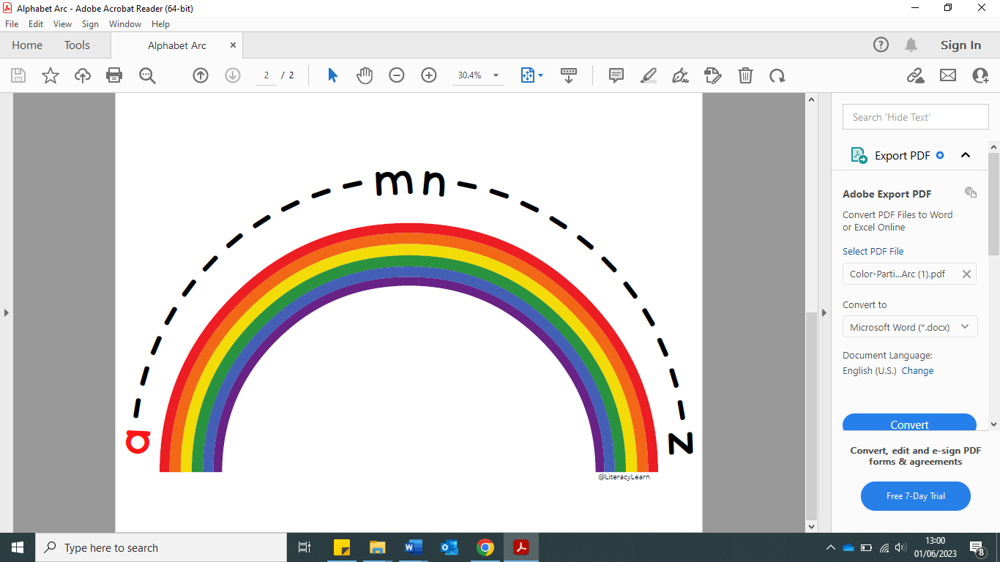 Alphabet Arc - Adobe Acrobat Reader (64-bit)
File Edit View Sign Window Help
Home Tools Alphabet Arc × Sign In
2 / 2 30.4%
Search 'Hide Text'
Export PDF
Adobe Export PDF
Convert PDF Files to Word
or Excel Online
Select PDF File
Color-Parti...Arc (1).pdf
Convert to
Microsoft Word (*.docx)
Document Language:
English (U.S.) Change
Convert
Convert, edit and e-sign PDF
forms & agreements
Free 7-Day Trial
m n
a z
@LiteracyLearn
Type here to search
13:00
01/06/2023
8